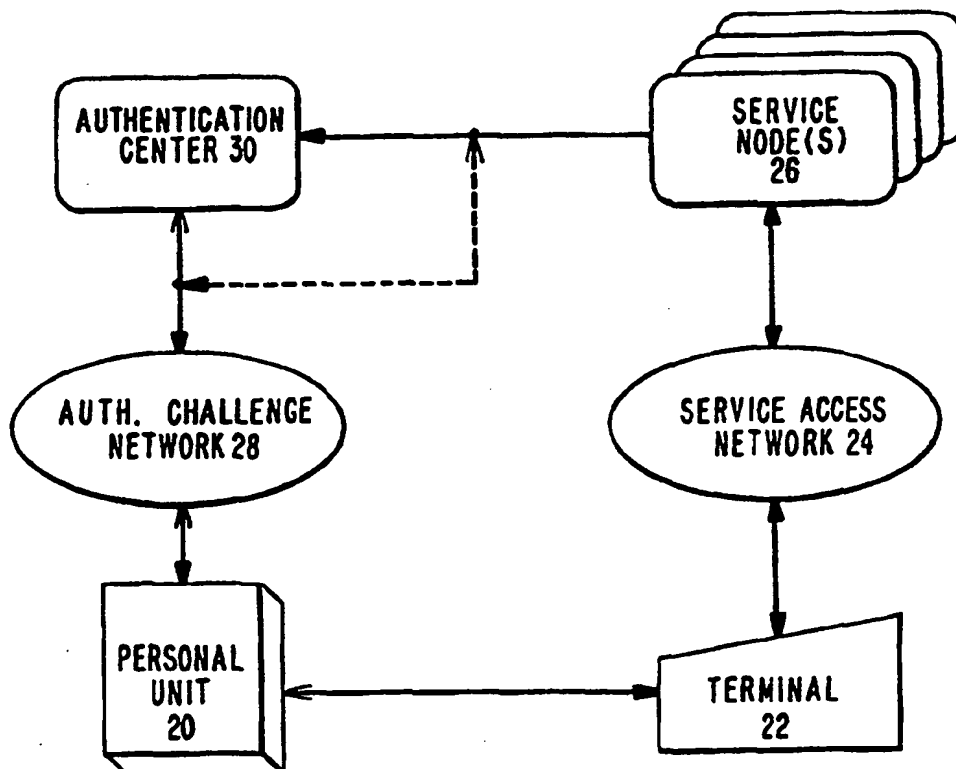 AUTHENTICATION
CENTER 30
SERVICE
NODE(S)
26
AUTH. CHALLENGE
NETWORK 28
SERVICE ACCESS
NETWORK 24
PERSONAL
UNIT
20
TERMINAL
22